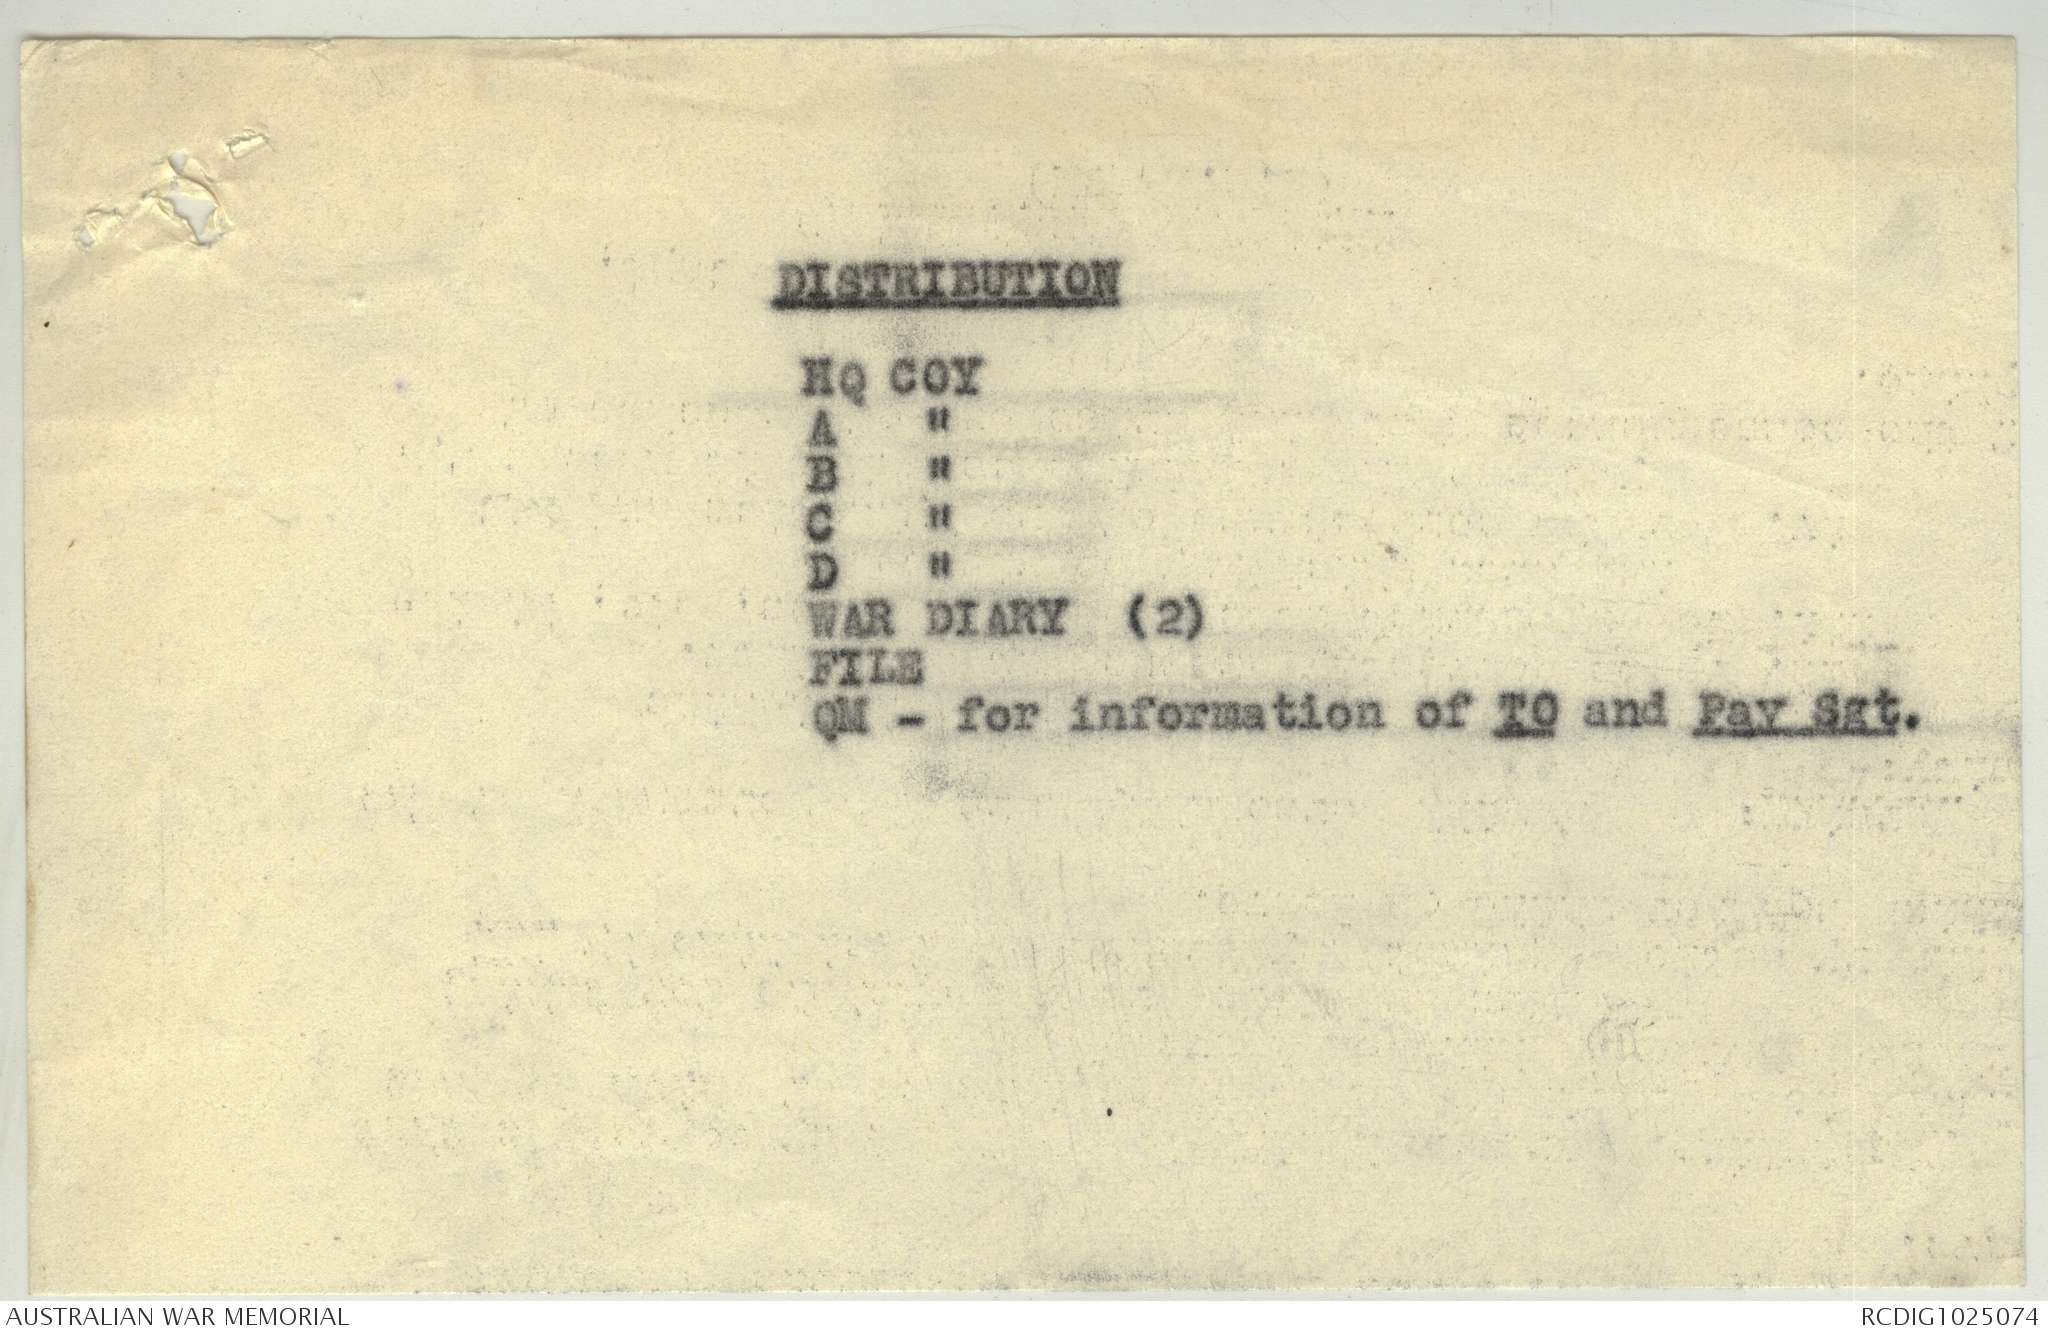 DISTRIBUTION
HQ COY
A "
B "
C "
D "
WAR DIARY (2)
FILE
QM - for information of TO and Pay Sgt.
AUSTRALIAN WAR MEMORIAL
RCDIG1025074